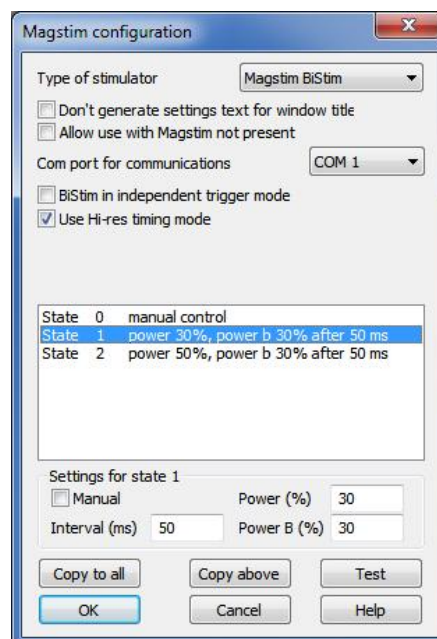 Magstim configuration
Type of stimulator Magstim BiStim
Don't generate settings text for window title
Allow use with Magstim not present
Com port for communications COM 1
BiStim in independent trigger mode
Use Hi-res timing mode
State 0 manual control
State 1 power 30%, power b 30% after 50 ms
State 2 power 50%, power b 30% after 50 ms
Settings for state 1
Manual Power (%) 30
Interval (ms) 50 Power B (%) 30
Copy to all Copy above Test
OK Cancel Help